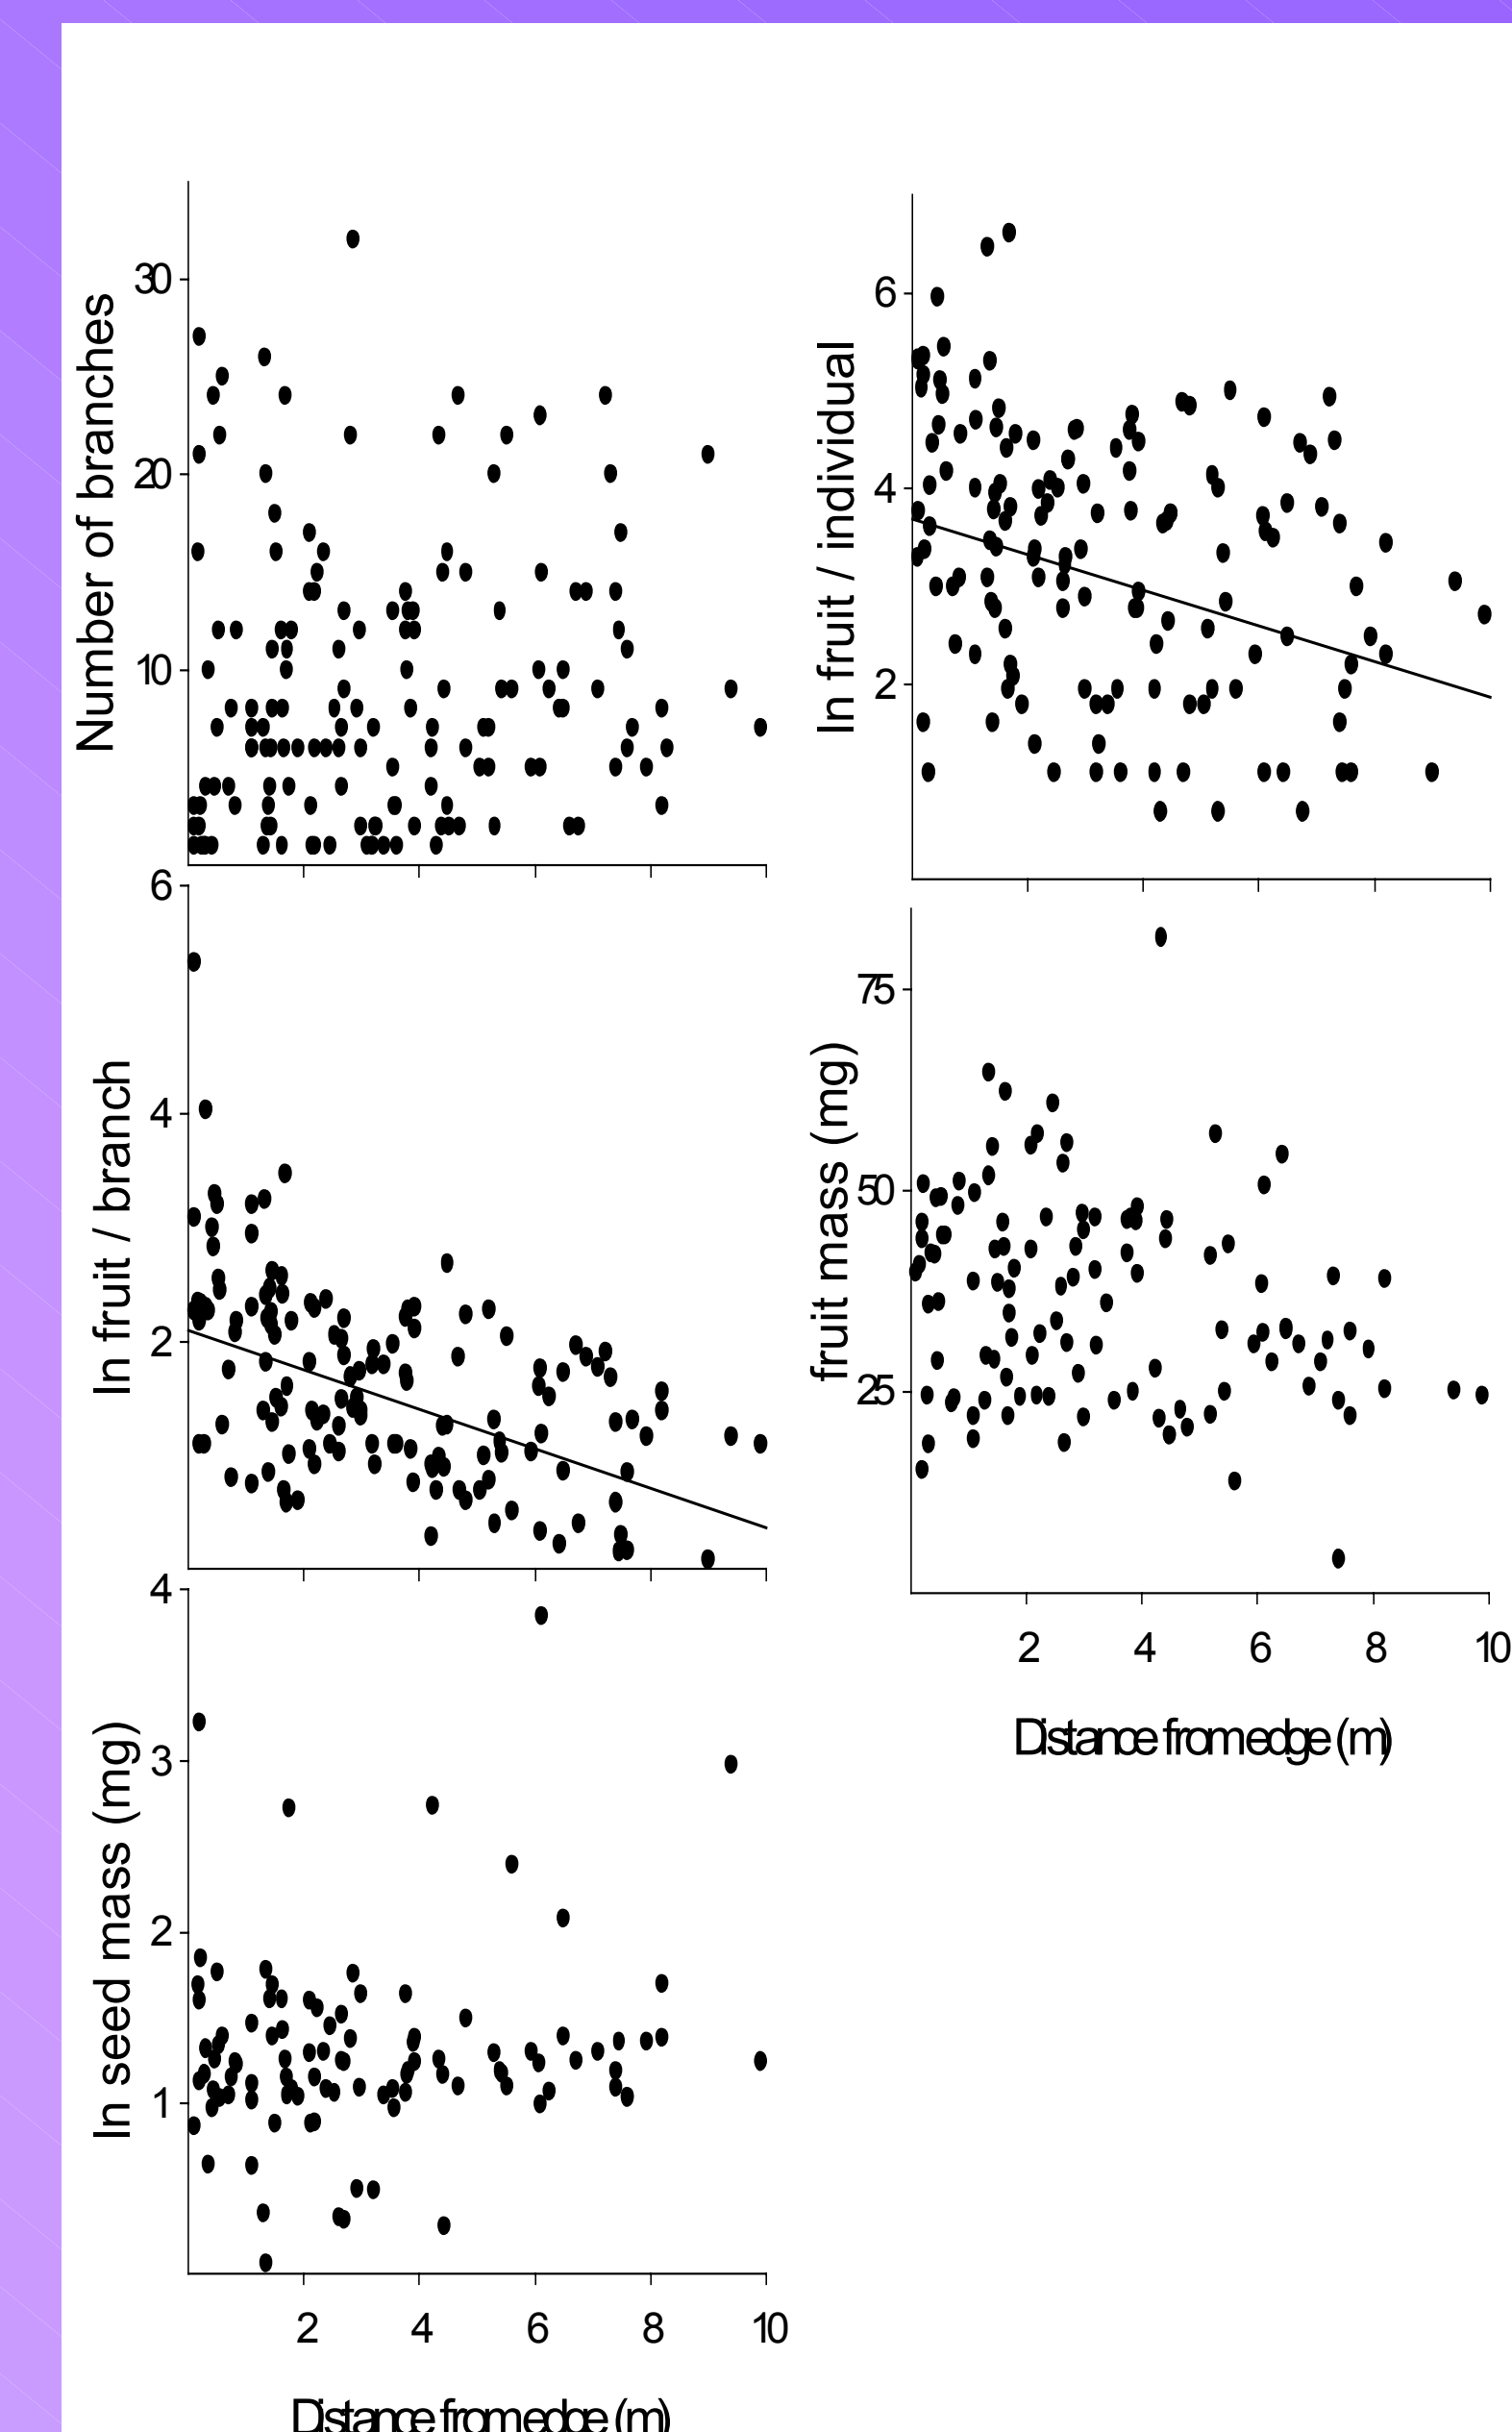 Number of branches
30
20
10
ln fruit / individual
6
4
2
ln fruit / branch
6
4
2
fruit mass (mg)
75
50
25
2 4 6 8 10
Distance from edge (m)
ln seed mass (mg)
4
3
2
1
2 4 6 8 10
Distance from edge (m)